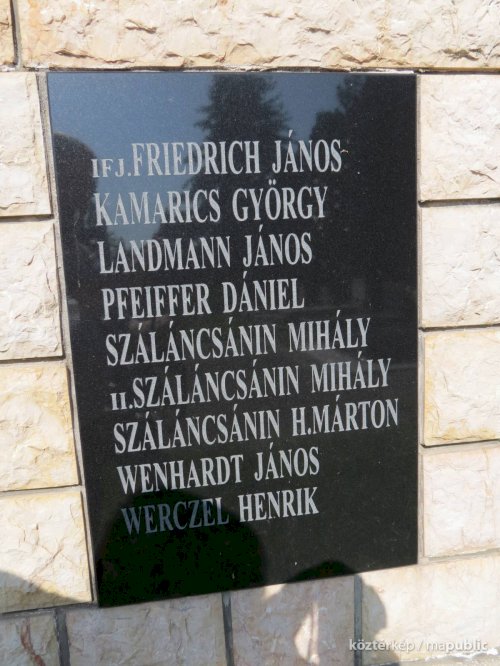 IFJ.FRIEDRICH JÁNOS
KAMARICS GYÖRGY
LANDMANN JÁNOS
PFEIFFER DÁNIEL
SZALÁNCSÁNIN MIHÁLY
II.SZÁLÁNCSÁNIN MIHÁLY
SZÁLÁNCSÁNIN H.MÁRTON
WENHARDT JÁNOS
WERCZEL HENRIK
köztérkép / mapublic